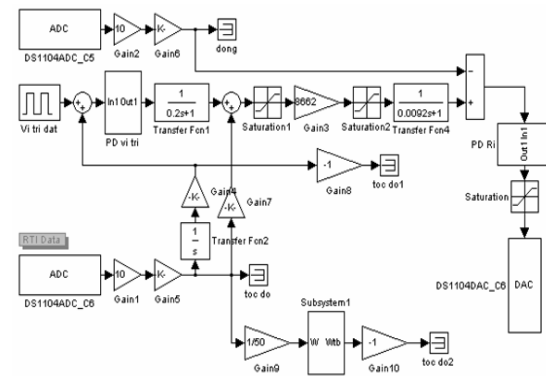 ADC
DS1104ADC_C5
10
Gain2
K-
Gain6
dong
Vi tri dat
In1 Out1
PD vi tri
1
0.2s+1
Transfer Fcn1
Saturation1
8662
Gain3
Saturation2
1
0.0092s+1
Transfer Fcn4
PD Ri
Out1 In1
-1
Gain8
toc do1
-K-
Gain4
-K-
Gain7
Saturation
1
s
Transfer Fcn2
RTI Data
ADC
DS1104ADC_C6
10
Gain1
K-
Gain5
toc do
DAC
DS1104DAC_C6
1/50
Gain9
Subsystem1
W Wtb
-1
Gain10
toc do2